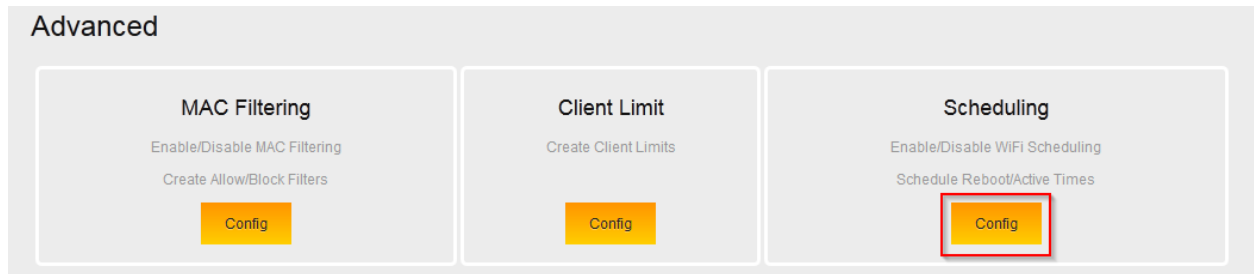 Advanced
MAC Filtering
Enable/Disable MAC Filtering
Create Allow/Block Filters
Config
Client Limit
Create Client Limits
Config
Scheduling
Enable/Disable WiFi Scheduling
Schedule Reboot/Active Times
Config